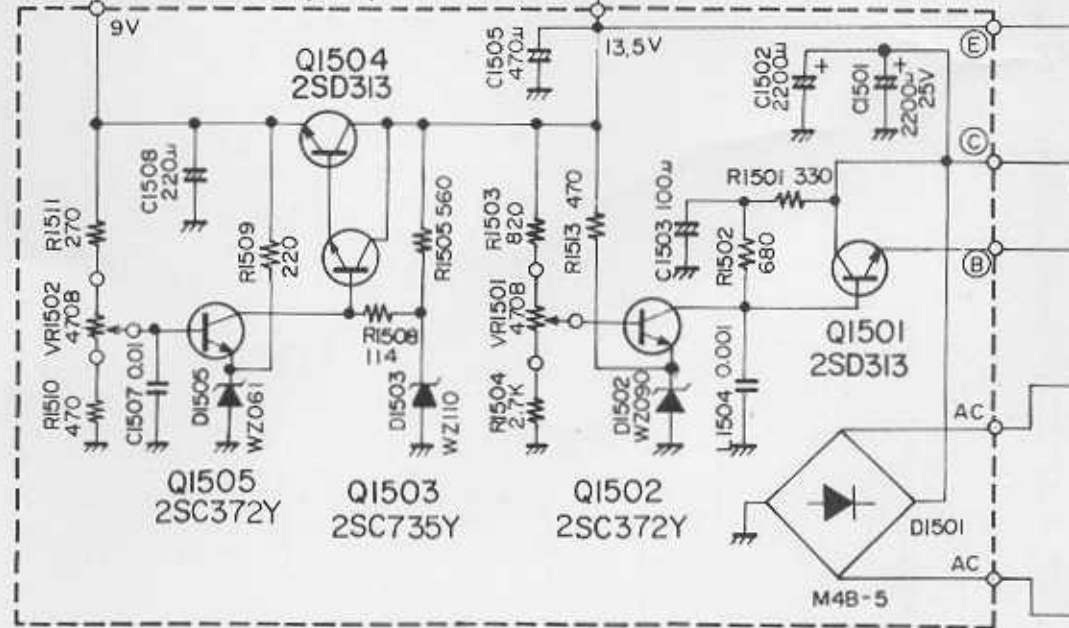 9V
13.5V
C1505
470µ
E
C1502
2200µ
+
C1501
2200µ
25V
+
Q1504
2SD313
C1508
220µ
C
R1511
270
R1509
220
R1505 560
R1503
820
R1513 470
C1503 100µ
R1501 330
R1502
680
B
VR1502
470B
R1508
114
VR1501
470B
Q1501
2SD313
R1510
470
C1507 0.01
D1505
WZ061
D1503
WZ110
R1504
2.7K
D1502
WZ090
L1504 0.001
AC
Q1505
2SC372Y
Q1503
2SC735Y
Q1502
2SC372Y
D1501
AC
M4B-5